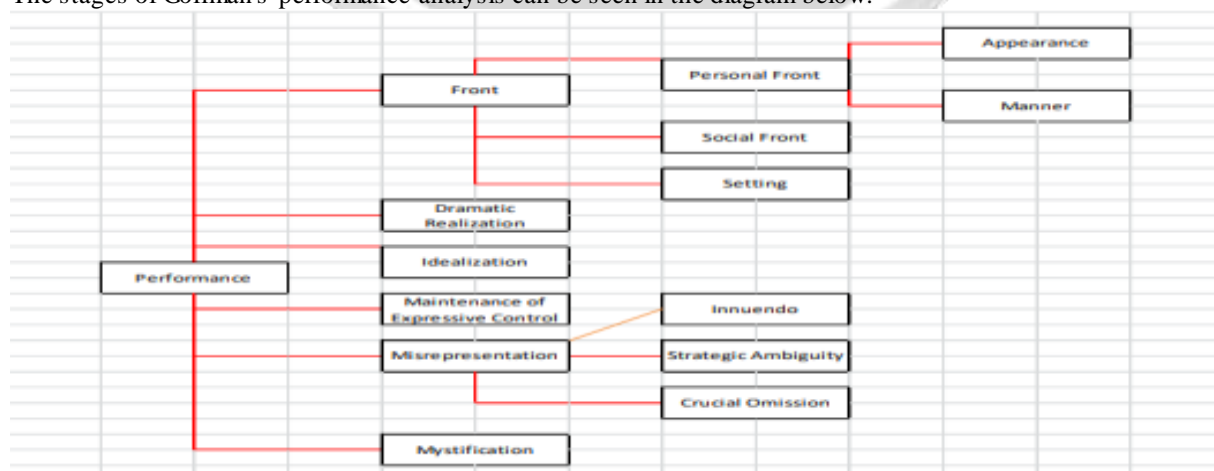 The stages of Goffman's performance analysis can be seen in the diagram below:
Appearance
Personal Front
Front
Manner
Social Front
Setting
Dramatic
Realization
Idealization
Performance
Maintenance of
Expressive Control
Innuendo
Misrepresentation
Strategic Ambiguity
Crucial Omission
Mystification